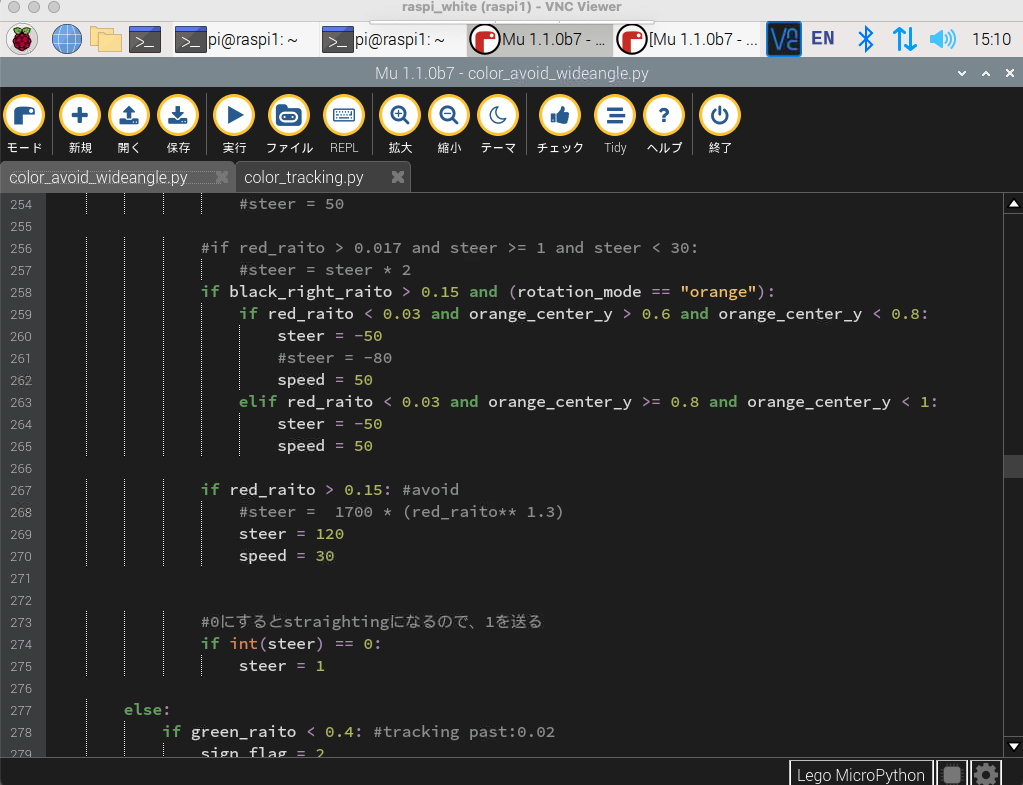 raspi_white (raspi1) - VNC Viewer
pi@raspi1: ~
pi@raspi1: ~
Mu 1.1.0b7 - ...
[Mu 1.1.0b7 - ...
EN
15:10
Mu 1.1.0b7 - color_avoid_wideangle.py
モード 新規 開く 保存 実行 ファイル REPL 拡大 縮小 テーマ チェック Tidy ヘルプ 終了
color_avoid_wideangle.py
color_tracking.py
254 #steer = 50
255
256 #if red_raito > 0.017 and steer >= 1 and steer < 30:
257 #steer = steer * 2
258 if black_right_raito > 0.15 and (rotation_mode == "orange"):
259 if red_raito < 0.03 and orange_center_y > 0.6 and orange_center_y < 0.8:
260 steer = -50
261 #steer = -80
262 speed = 50
263 elif red_raito < 0.03 and orange_center_y >= 0.8 and orange_center_y < 1:
264 steer = -50
265 speed = 50
266
267 if red_raito > 0.15: #avoid
268 #steer =  1700 * (red_raito** 1.3)
269 steer = 120
270 speed = 30
271
272
273 #0にするとstraightingになるので、1を送る
274 if int(steer) == 0:
275 steer = 1
276
277 else:
278 if green_raito < 0.4: #tracking past:0.02
279 sign_flag = 2
Lego MicroPython